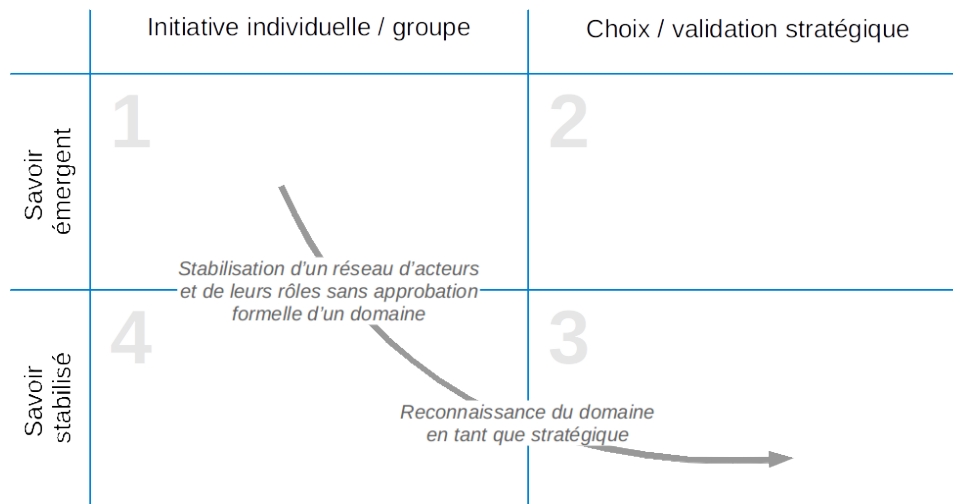 Initiative individuelle / groupe
Choix / validation stratégique
Savoir
émergent
1
2
Stabilisation d'un réseau d'acteurs
et de leurs rôles sans approbation
formelle d'un domaine
Savoir
stabilisé
4
3
Reconnaissance du domaine
en tant que stratégique